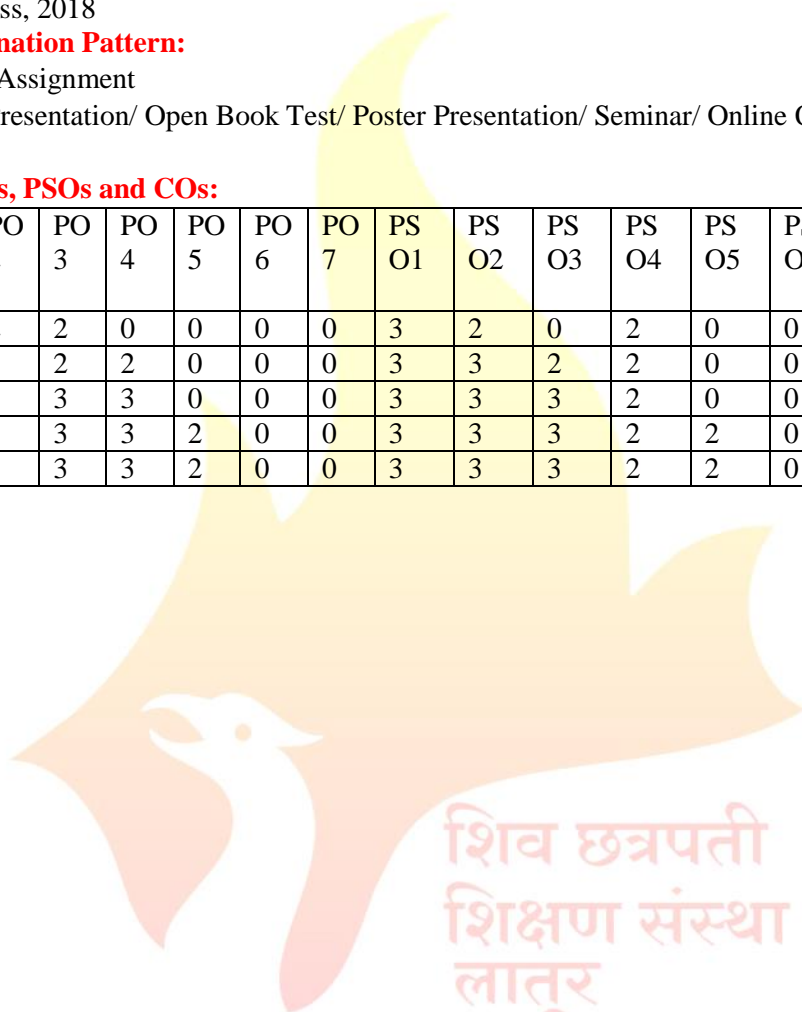 ss, 2018
nation Pattern:
Assignment
resentation/ Open Book Test/ Poster Presentation/ Seminar/ Online
s, PSOs and COs:
PO PO PO PO PO PO PS PS PS PS PS
3 4 5 6 7 O1 O2 O3 O4 O5 O
2 0 0 0 0 3 2 0 2 0 0
2 2 0 0 0 3 3 2 2 0 0
3 3 0 0 0 3 3 3 2 0 0
3 3 2 0 0 3 3 3 2 2 0
3 3 2 0 0 3 3 3 2 2 0
शिव छत्रपती
शिक्षण संस्था
लातूर